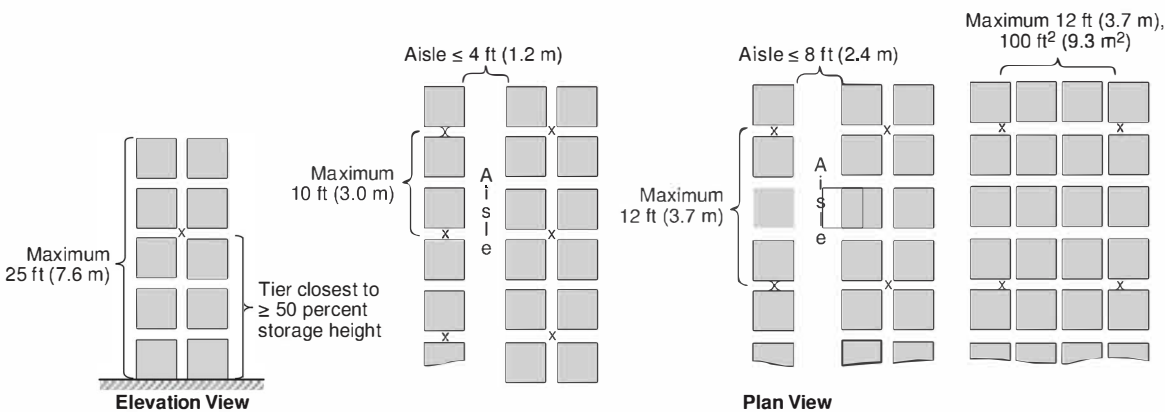 Maximum 12 ft (3.7 m),
100 ft² (9.3 m²)
Aisle ≤ 4 ft (1.2 m)
Aisle ≤ 8 ft (2.4 m)
x
x
x
x
x
x
Maximum
10 ft (3.0 m)
Aisle
Maximum
12 ft (3.7 m)
Aisle
x
x
x
Maximum
25 ft (7.6 m)
Tier closest to
≥ 50 percent
storage height
x
x
x
x
x
x
Elevation View
Plan View